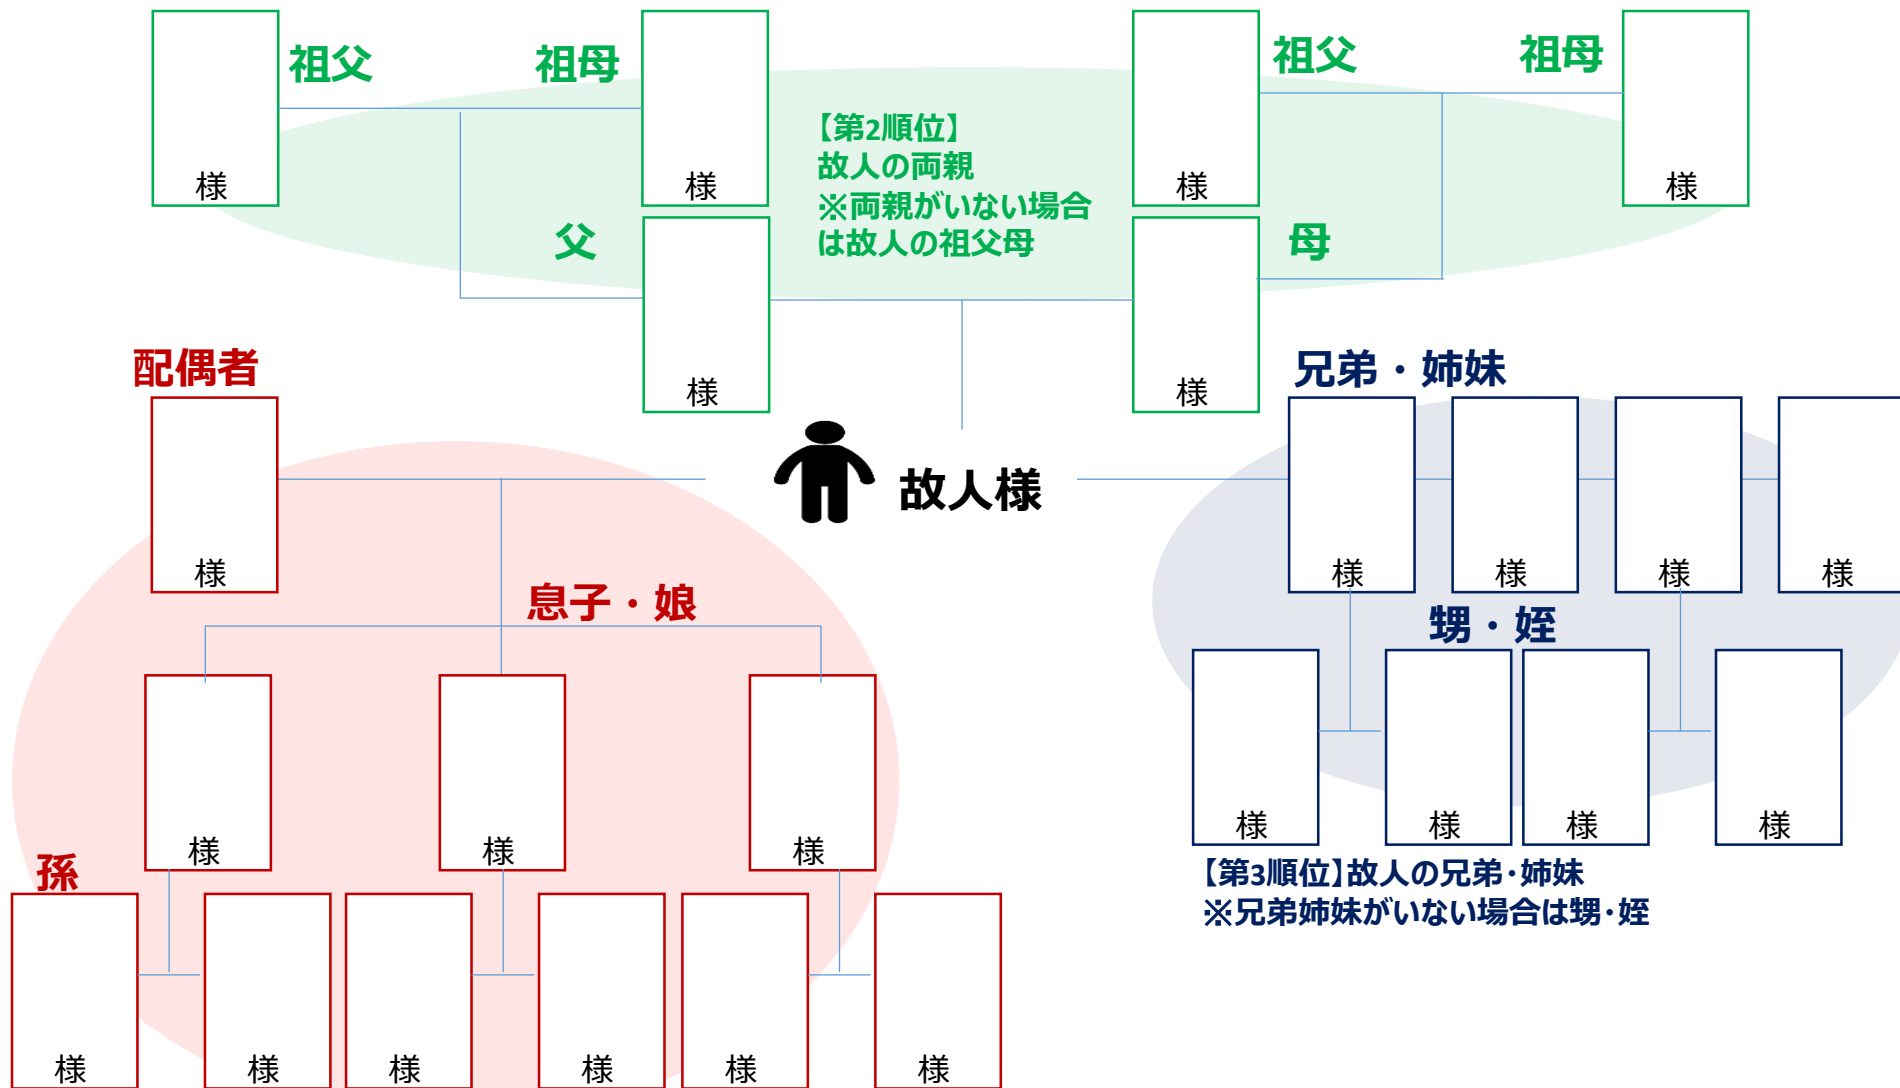 祖父
祖母
祖父
祖母
様
様
様
様
【第2順位】
故人の両親
※両親がいない場合
は故人の祖父母
父
母
様
様
配偶者
兄弟・姉妹
故人様
様
様
様
様
様
息子・娘
甥・姪
様
様
様
様
様
様
様
【第3順位】故人の兄弟・姉妹
※兄弟姉妹がいない場合は甥・姪
孫
様
様
様
様
様
様